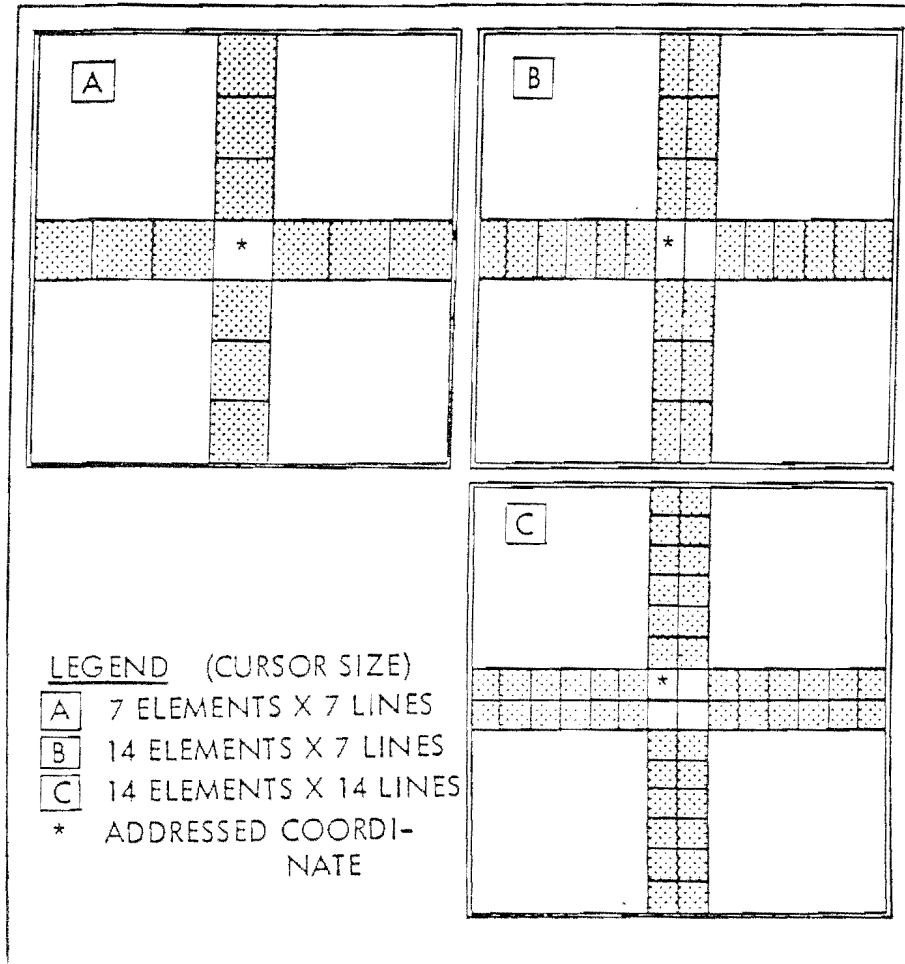 A
*
B
*
C
*
LEGEND (CURSOR SIZE)
A 7 ELEMENTS X 7 LINES
B 14 ELEMENTS X 7 LINES
C 14 ELEMENTS X 14 LINES
* ADDRESSED COORDI-
NATE